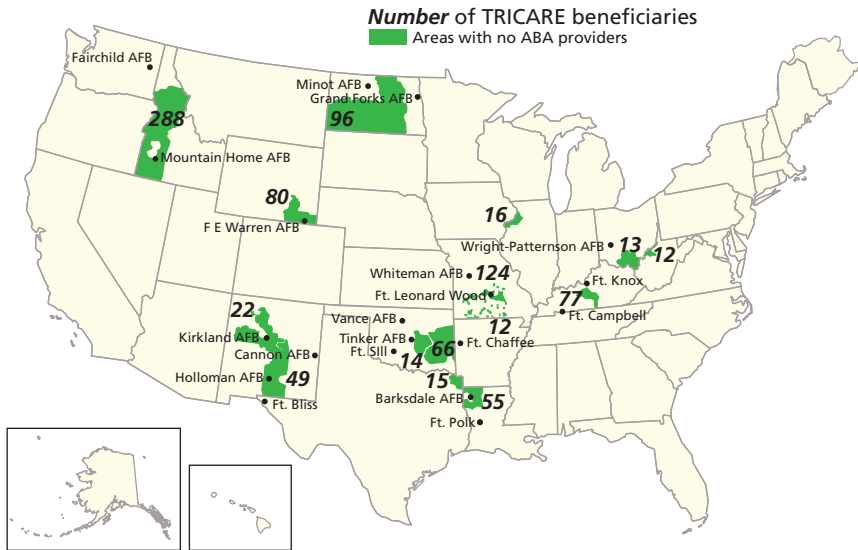 Number of TRICARE beneficiaries
Areas with no ABA providers
Fairchild AFB
Minot AFB
Grand Forks AFB
288
96
Mountain Home AFB
80
F E Warren AFB
16
Wright-Patternson AFB
13
12
Whiteman AFB
124
Ft. Knox
Ft. Leonard Wood
77
Ft. Campbell
22
Vance AFB
12
Kirkland AFB
Tinker AFB
Ft. Chaffee
Cannon AFB
Ft. SIll
66
14
Holloman AFB
49
15
Barksdale AFB
55
Ft. Bliss
Ft. Polk